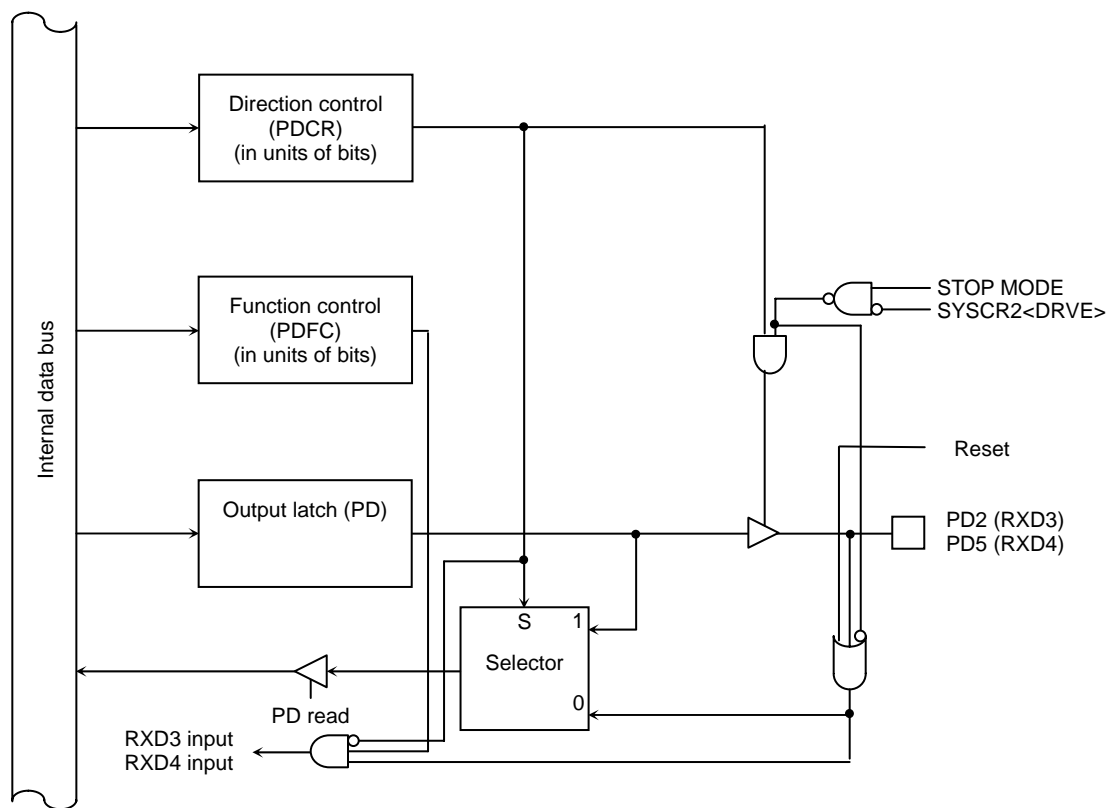 Direction control
(PDCR)
(in units of bits)
STOP MODE
SYSCR2<DRVE>
Function control
(PDFC)
(in units of bits)
Internal data bus
Reset
Output latch (PD)
PD2 (RXD3)
PD5 (RXD4)
S
1
Selector
0
PD read
RXD3 input
RXD4 input